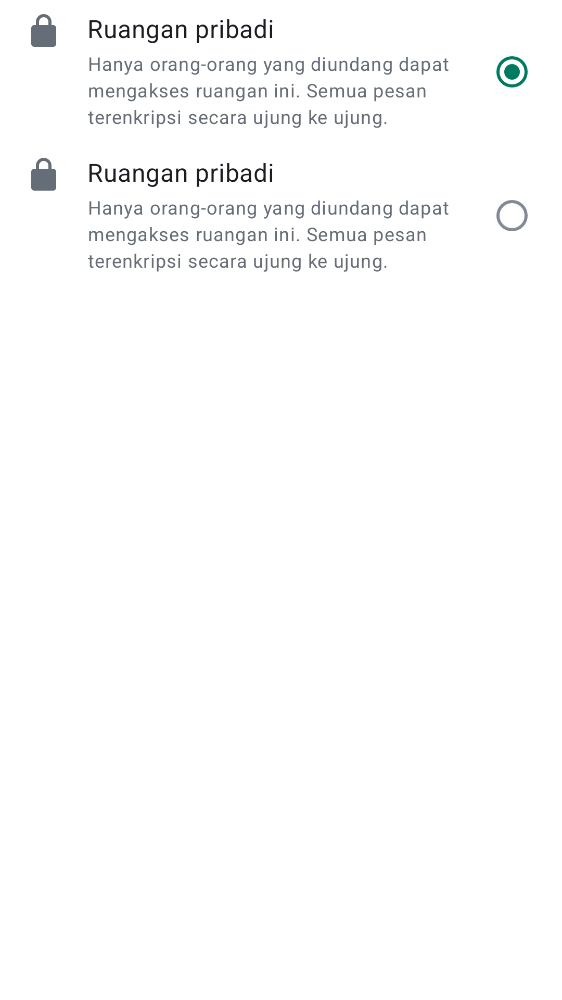 Ruangan pribadi
Hanya orang-orang yang diundang dapat
mengakses ruangan ini. Semua pesan
terenkripsi secara ujung ke ujung.
Ruangan pribadi
Hanya orang-orang yang diundang dapat
mengakses ruangan ini. Semua pesan
terenkripsi secara ujung ke ujung.